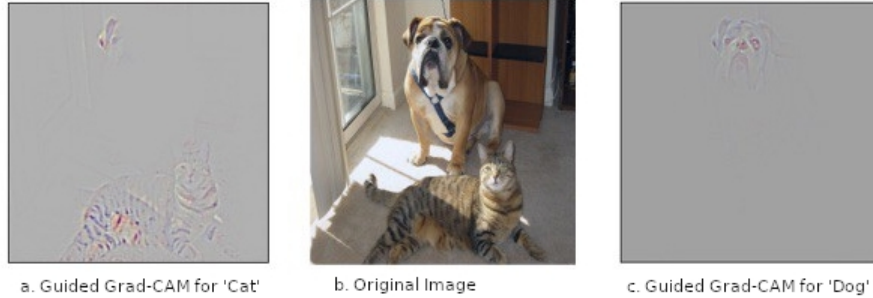 a. Guided Grad-CAM for 'Cat'
b. Original Image
c. Guided Grad-CAM for 'Dog'